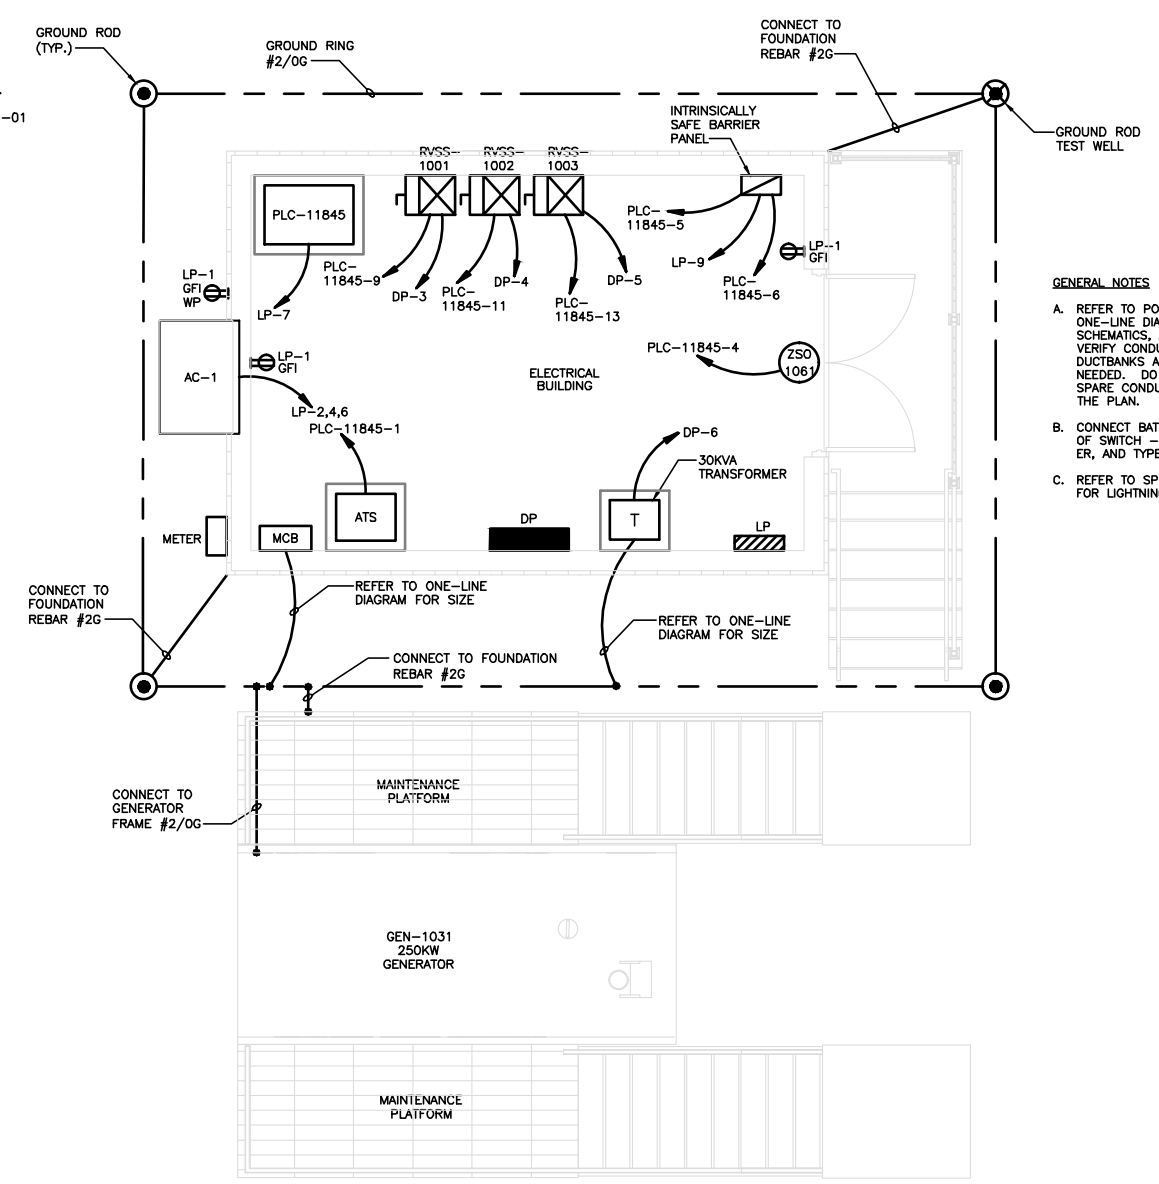 GROUND ROD
(TYP.)
-01
GROUND RING
#2/0G
CONNECT TO
FOUNDATION
REBAR #2G
GROUND ROD
TEST WELL
INTRINSICALLY
SAFE BARRIER
PANEL
RVSS-
1001
RVSS-
1002
RVSS-
1003
PLC-11845
PLC-
11845-9
DP-3
PLC-
11845-11
DP-4
PLC-
11845-13
DP-5
PLC-
11845-5
LP-9
PLC-
11845-6
LP-1
GFI
LP-1
GFI
WP
LP-7
AC-1
LP-1
GFI
LP-2,4,6
PLC-11845-1
PLC-11845-4
ZSO
1061
ELECTRICAL
BUILDING
DP-6
30KVA
TRANSFORMER
METER
MCB
ATS
DP
T
LP
CONNECT TO
FOUNDATION
REBAR #2G
REFER TO ONE-LINE
DIAGRAM FOR SIZE
REFER TO ONE-LINE
DIAGRAM FOR SIZE
CONNECT TO FOUNDATION
REBAR #2G
CONNECT TO
GENERATOR
FRAME #2/0G
MAINTENANCE
PLATFORM
GEN-1031
250KW
GENERATOR
MAINTENANCE
PLATFORM
GENERAL NOTES
A. REFER TO PO
ONE-LINE DIA
SCHEMATICS,
VERIFY CONDU
DUCTBANKS A
NEEDED. DO
SPARE CONDU
THE PLAN.
B. CONNECT BAT
OF SWITCH -
ER, AND TYPE
C. REFER TO SP
FOR LIGHTNIN